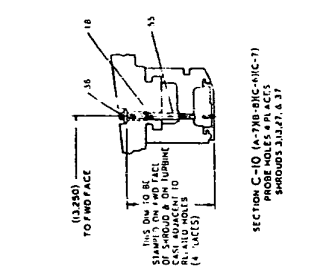 55
18
36
(13.250)
TO FWD FACE
THIS DIM TO BE
STAMPED ON FWD FACE
OF SHROUD & ON TURBINE
CASE ADJACENT TO
HOLES
(4 PLACES)
SECTION C-10 (A-7)(B-8)(C-6)(C-7)
PROBE HOLES 4 PLACES
SHROUDS 3,13,27, & 37